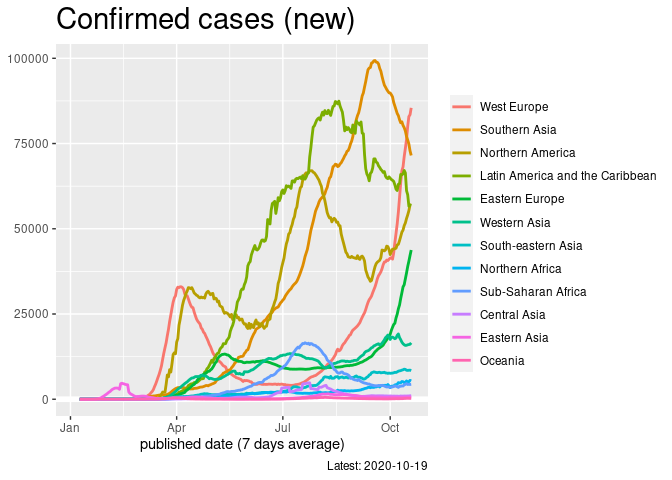 Confirmed cases (new)
100000
75000
50000
25000
0
Jan
Apr
Jul
Oct
published date (7 days average)
Latest: 2020-10-19
West Europe
Southern Asia
Northern America
Latin America and the Caribbean
Eastern Europe
Western Asia
South-eastern Asia
Northern Africa
Sub-Saharan Africa
Central Asia
Eastern Asia
Oceania